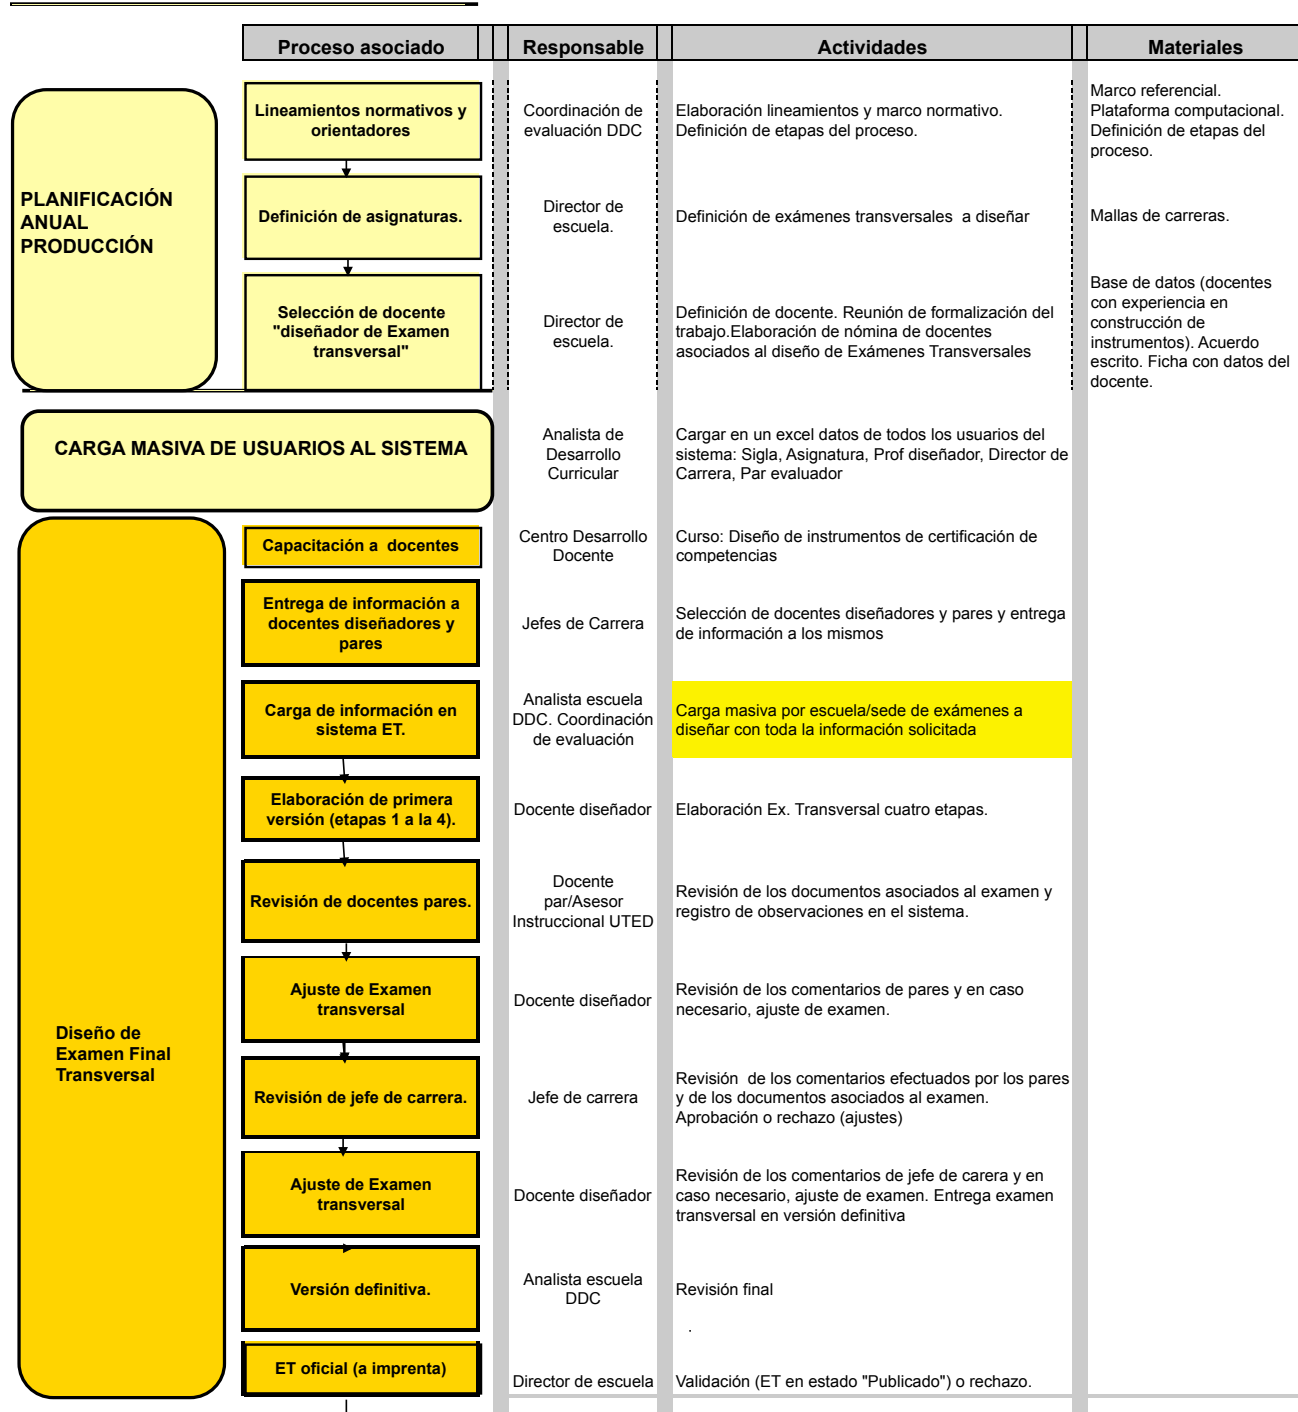 Proceso asociado
Responsable
Actividades
Materiales
PLANIFICACIÓN
ANUAL
PRODUCCIÓN
Lineamientos normativos y
orientadores
Coordinación de
evaluación DDC
Elaboración lineamientos y marco normativo.
Definición de etapas del proceso.
Marco referencial.
Plataforma computacional.
Definición de etapas del
proceso.
Definición de asignaturas.
Director de
escuela.
Definición de exámenes transversales  a diseñar
Mallas de carreras.
Selección de docente
"diseñador de Examen
transversal"
Director de
escuela.
Definición de docente. Reunión de formalización del
trabajo.Elaboración de nómina de docentes
asociados al diseño de Exámenes Transversales
Base de datos (docentes
con experiencia en
construcción de
instrumentos). Acuerdo
escrito. Ficha con datos del
docente.
CARGA MASIVA DE USUARIOS AL SISTEMA
Analista de
Desarrollo
Curricular
Cargar en un excel datos de todos los usuarios del
sistema: Sigla, Asignatura, Prof diseñador, Director de
Carrera, Par evaluador
Diseño de
Examen Final
Transversal
Capacitación a  docentes
Centro Desarrollo
Docente
Curso: Diseño de instrumentos de certificación de
competencias
Entrega de información a
docentes diseñadores y
pares
Jefes de Carrera
Selección de docentes diseñadores y pares y entrega
de información a los mismos
Carga de información en
sistema ET.
Analista escuela
DDC. Coordinación
de evaluación
Carga masiva por escuela/sede de exámenes a
diseñar con toda la información solicitada
Elaboración de primera
versión (etapas 1 a la 4).
Docente diseñador
Elaboración Ex. Transversal cuatro etapas.
Revisión de docentes pares.
Docente
par/Asesor
Instruccional UTED
Revisión de los documentos asociados al examen y
registro de observaciones en el sistema.
Ajuste de Examen
transversal
Docente diseñador
Revisión de los comentarios de pares y en caso
necesario, ajuste de examen.
Revisión de jefe de carrera.
Jefe de carrera
Revisión  de los comentarios efectuados por los pares
y de los documentos asociados al examen.
Aprobación o rechazo (ajustes)
Ajuste de Examen
transversal
Docente diseñador
Revisión de los comentarios de jefe de carera y en
caso necesario, ajuste de examen. Entrega examen
transversal en versión definitiva
Versión definitiva.
Analista escuela
DDC
Revisión final
.
ET oficial (a imprenta)
Director de escuela
Validación (ET en estado "Publicado") o rechazo.